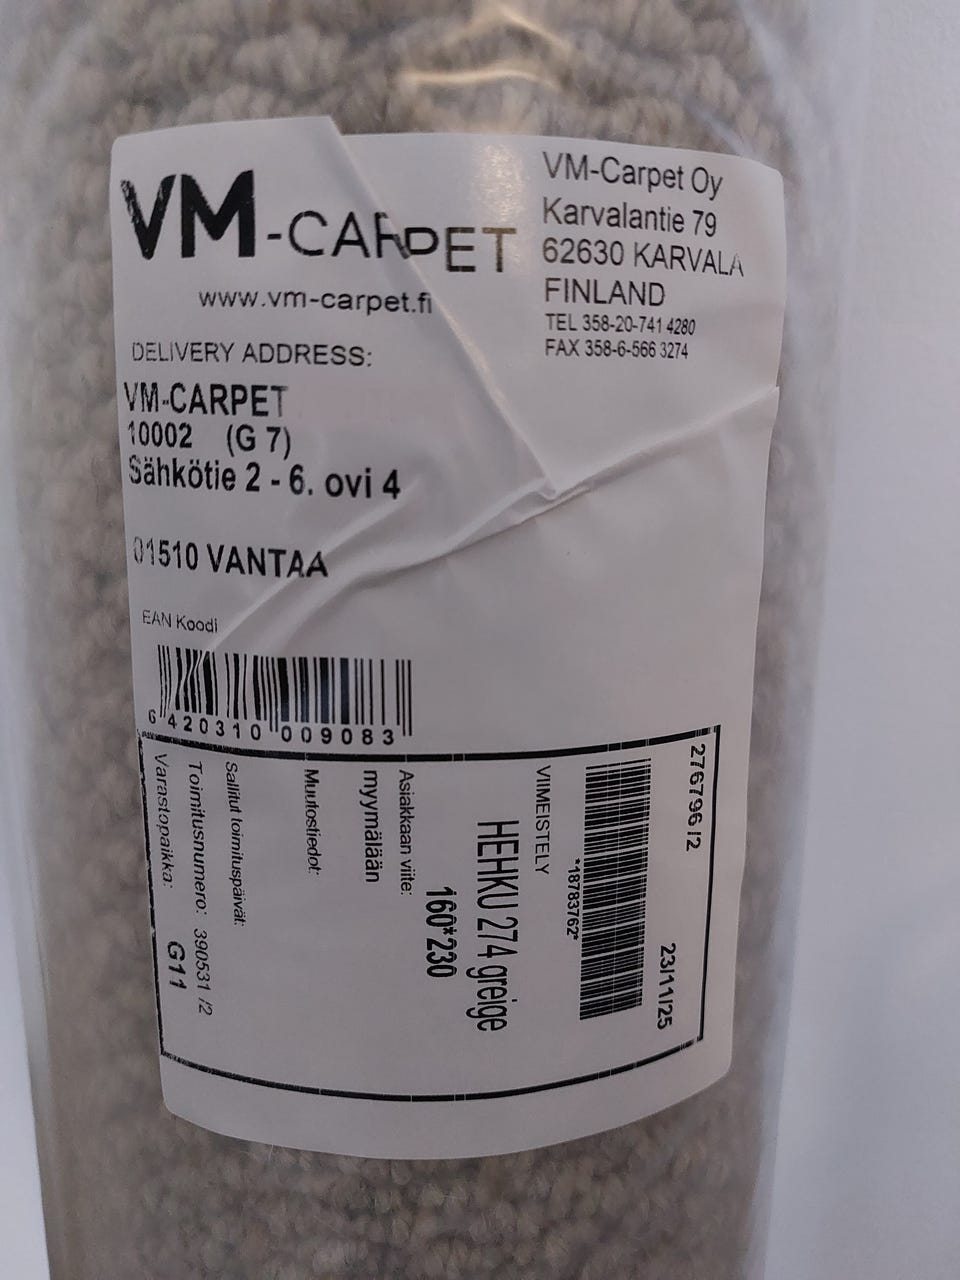 VM-CARPET
www.vm-carpet.fi
VM-Carpet Oy
Karvalantie 79
62630 KARVALA
FINLAND
TEL 358-20-741 4280
FAX 358-6-566 3274
DELIVERY ADDRESS:
VM-CARPET
10002 (G 7)
Sähkötie 2 - 6. ovi 4
01510 VANTAA
EAN Koodi
6 420310 009083
276796 /2 23/11/25
*18783762*
VIIMEISTELY
HEHKU 274 greige
160*230
Asiakkaan viite:
myymälään
Muutostiedot:
Sallitut toimituspäivät:
Toimitusnumero: 390531 /2
Varastopaikka: G11